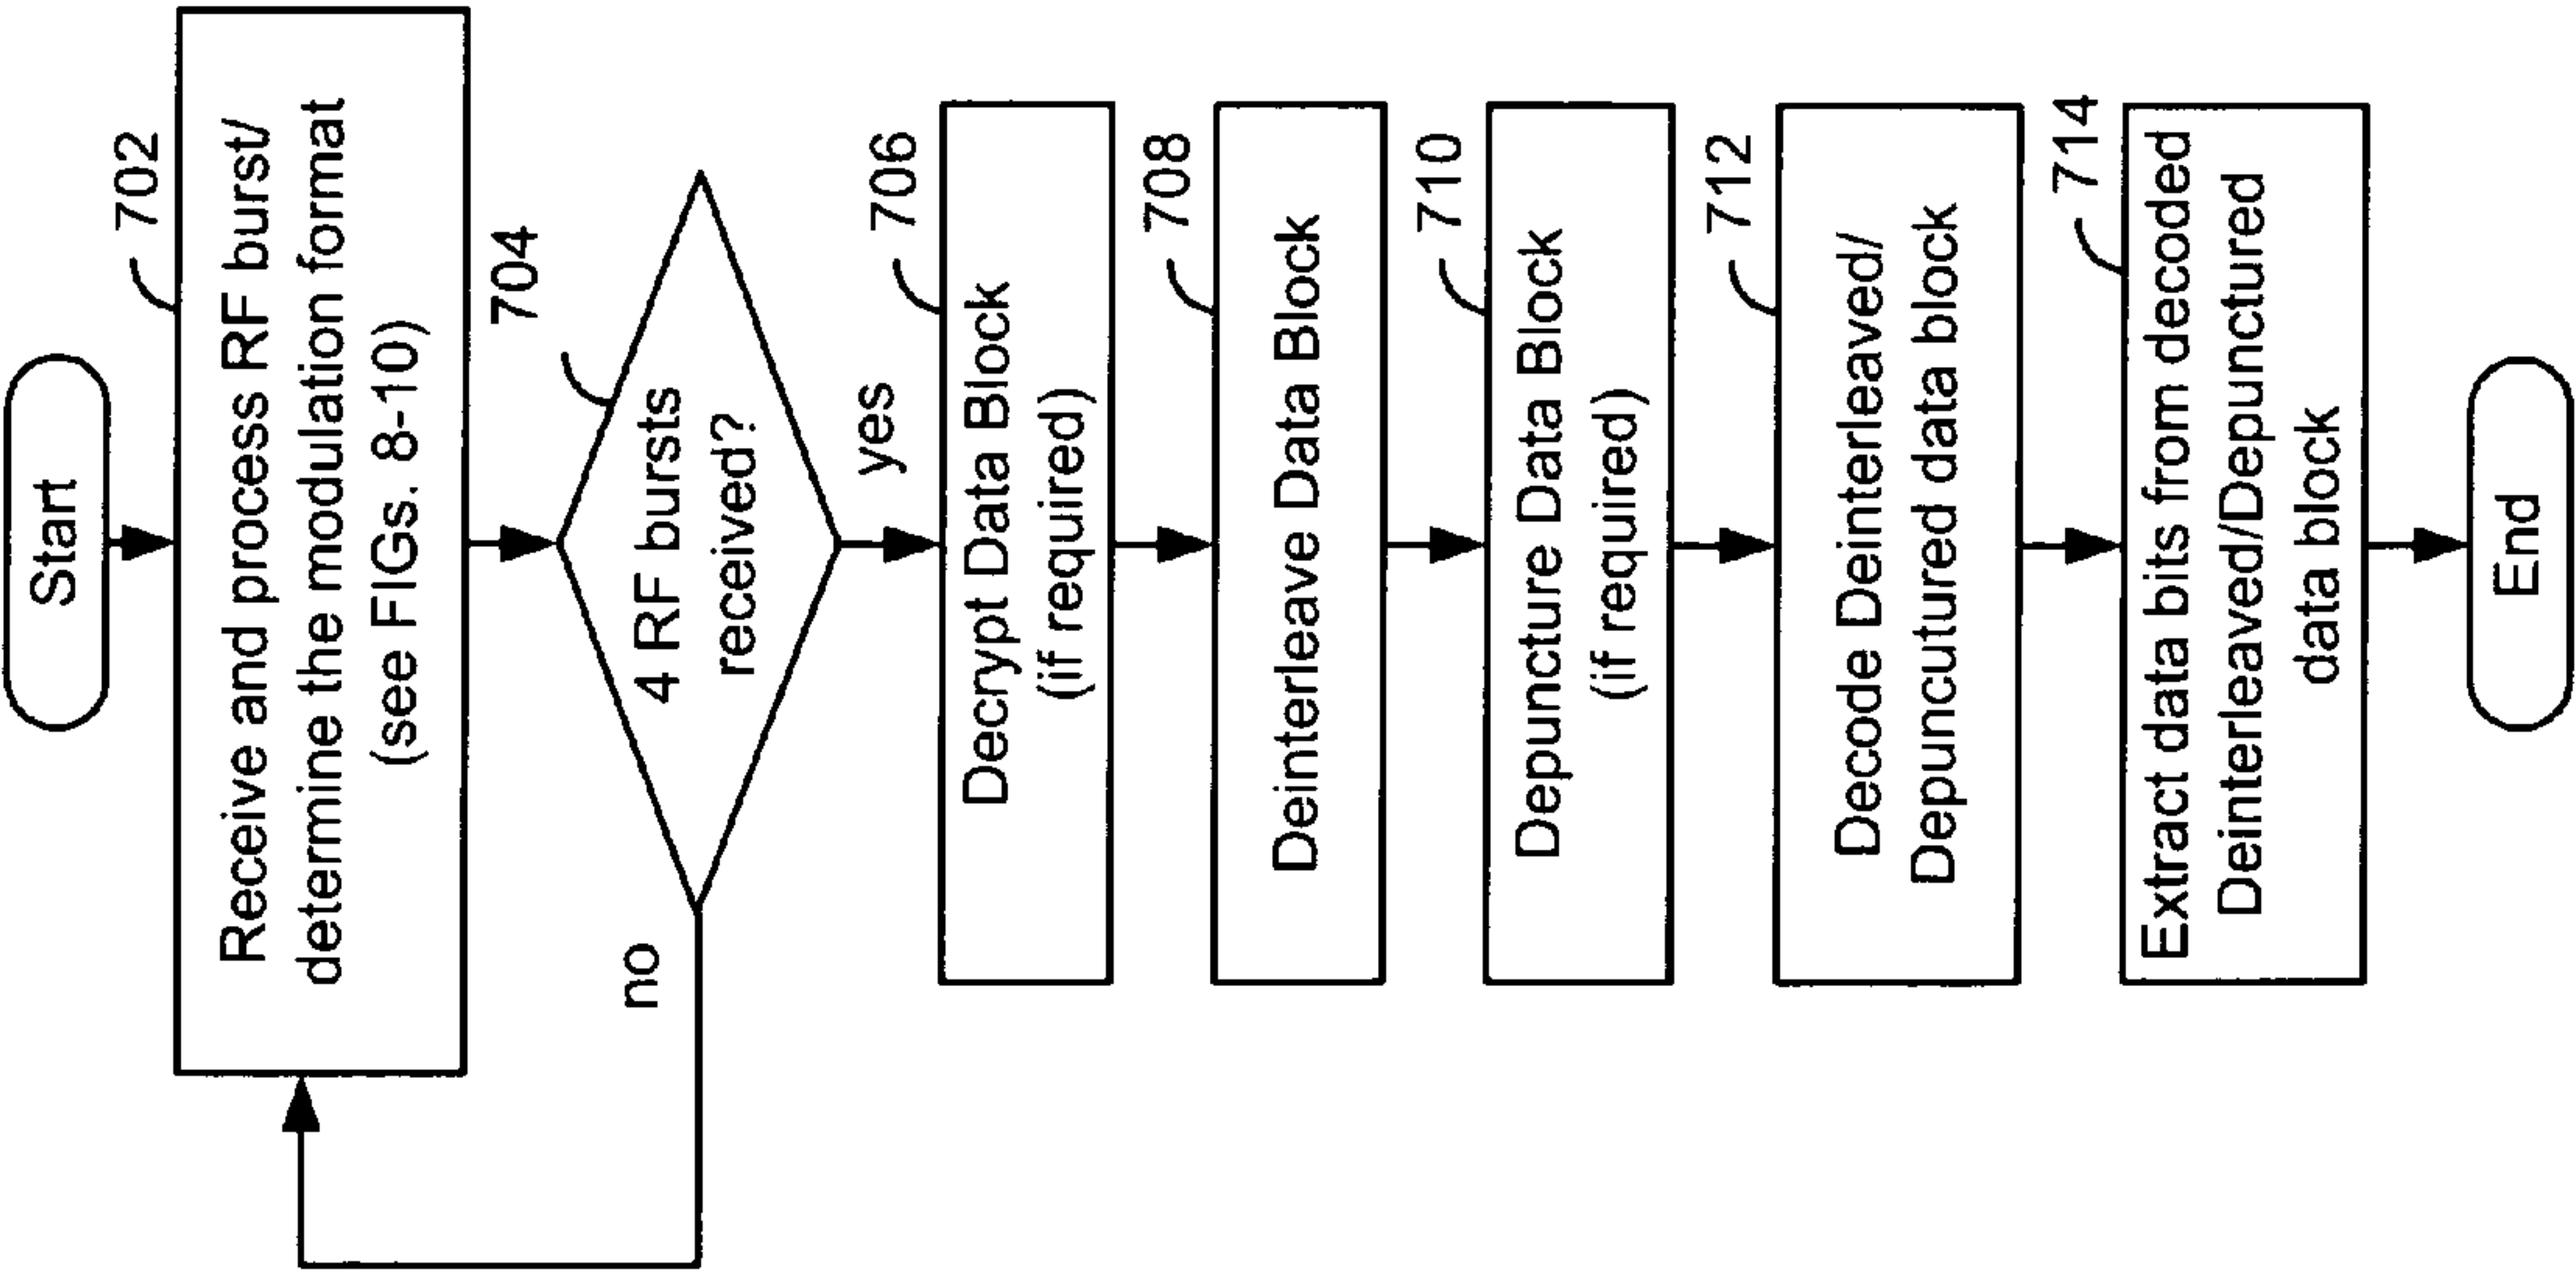 Start
702
Receive and process RF burst/
determine the modulation format
(see FIGs. 8-10)
704
4 RF bursts
received?
no
yes
706
Decrypt Data Block
(if required)
708
Deinterleave Data Block
710
Depuncture Data Block
(if required)
712
Decode Deinterleaved/
Depuncutured data block
714
Extract data bits from decoded
Deinterleaved/Depunctured
data block
End